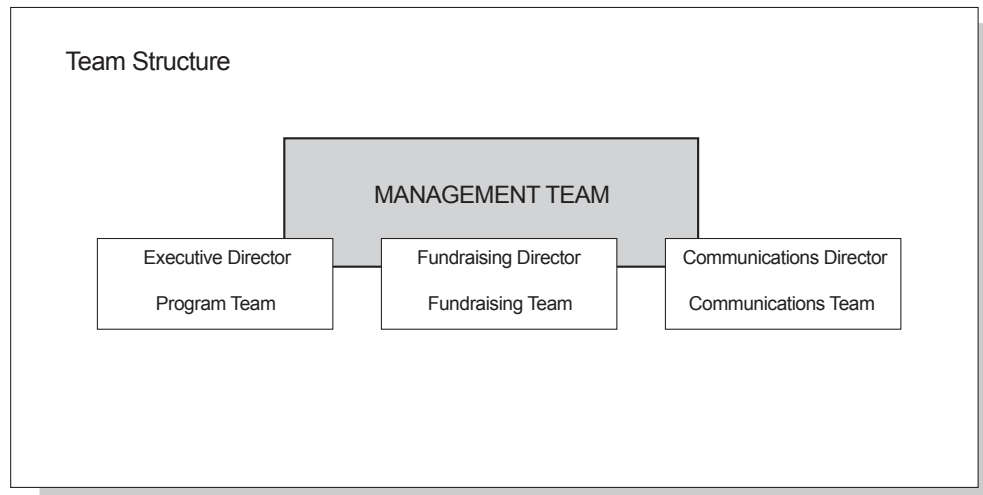 Team Structure
MANAGEMENT TEAM
Executive Director
Program Team
Fundraising Director
Fundraising Team
Communications Director
Communications Team